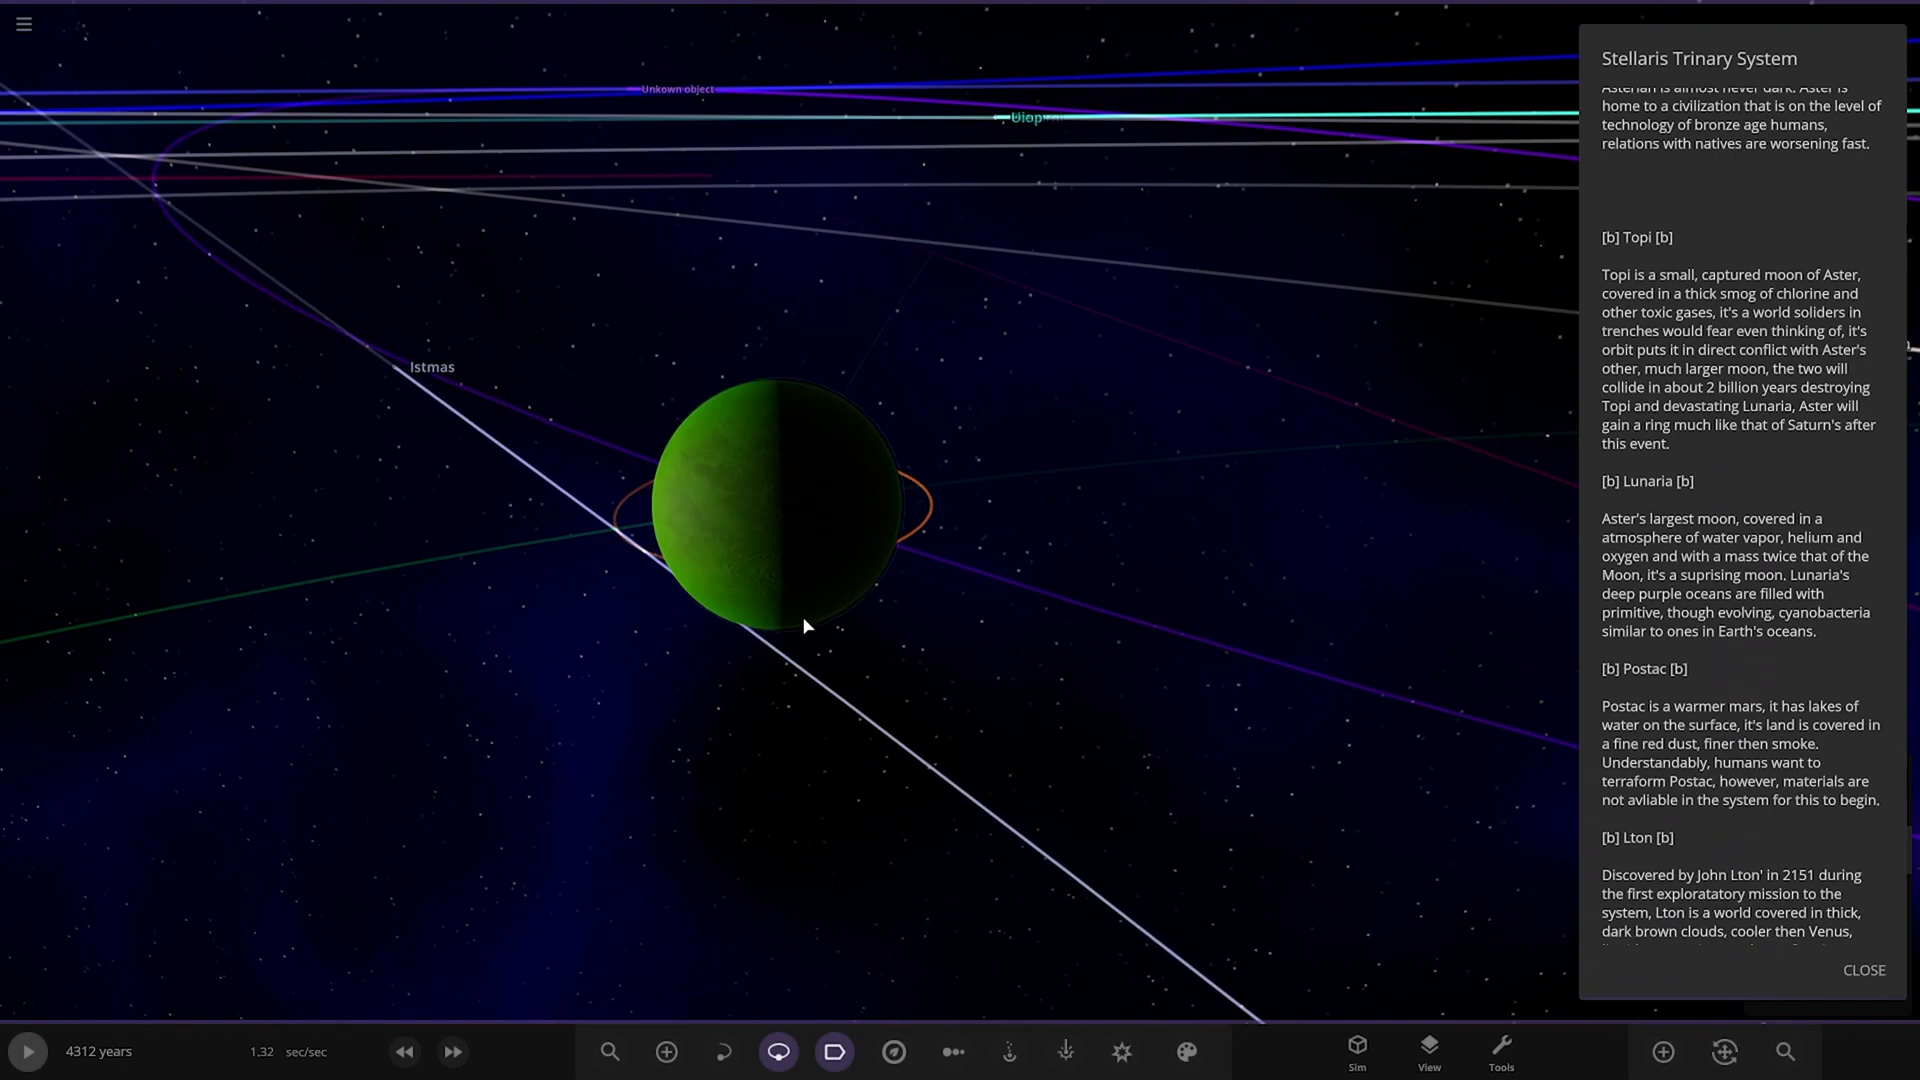 Unkown object
Uiop
Istmas
Stellaris Trinary System
Asterian is almost never dark. Aster is
home to a civilization that is on the level of
technology of bronze age humans,
relations with natives are worsening fast.
[b] Topi [b]
Topi is a small, captured moon of Aster,
covered in a thick smog of chlorine and
other toxic gases, it's a world soliders in
trenches would fear even thinking of, it's
orbit puts it in direct conflict with Aster's
other, much larger moon, the two will
collide in about 2 billion years destroying
Topi and devastating Lunaria, Aster will
gain a ring much like that of Saturn's after
this event.
[b] Lunaria [b]
Aster's largest moon, covered in a
atmosphere of water vapor, helium and
oxygen and with a mass twice that of the
Moon, it's a suprising moon. Lunaria's
deep purple oceans are filled with
primitive, though evolving, cyanobacteria
similar to ones in Earth's oceans.
[b] Postac [b]
Postac is a warmer mars, it has lakes of
water on the surface, it's land is covered in
a fine red dust, finer then smoke.
Understandably, humans want to
terraform Postac, however, materials are
not avliable in the system for this to begin.
[b] Lton [b]
Discovered by John Lton' in 2151 during
the first exploratatory mission to the
system, Lton is a world covered in thick,
dark brown clouds, cooler then Venus,
CLOSE
4312 years
1.32 sec/sec
Sim
View
Tools